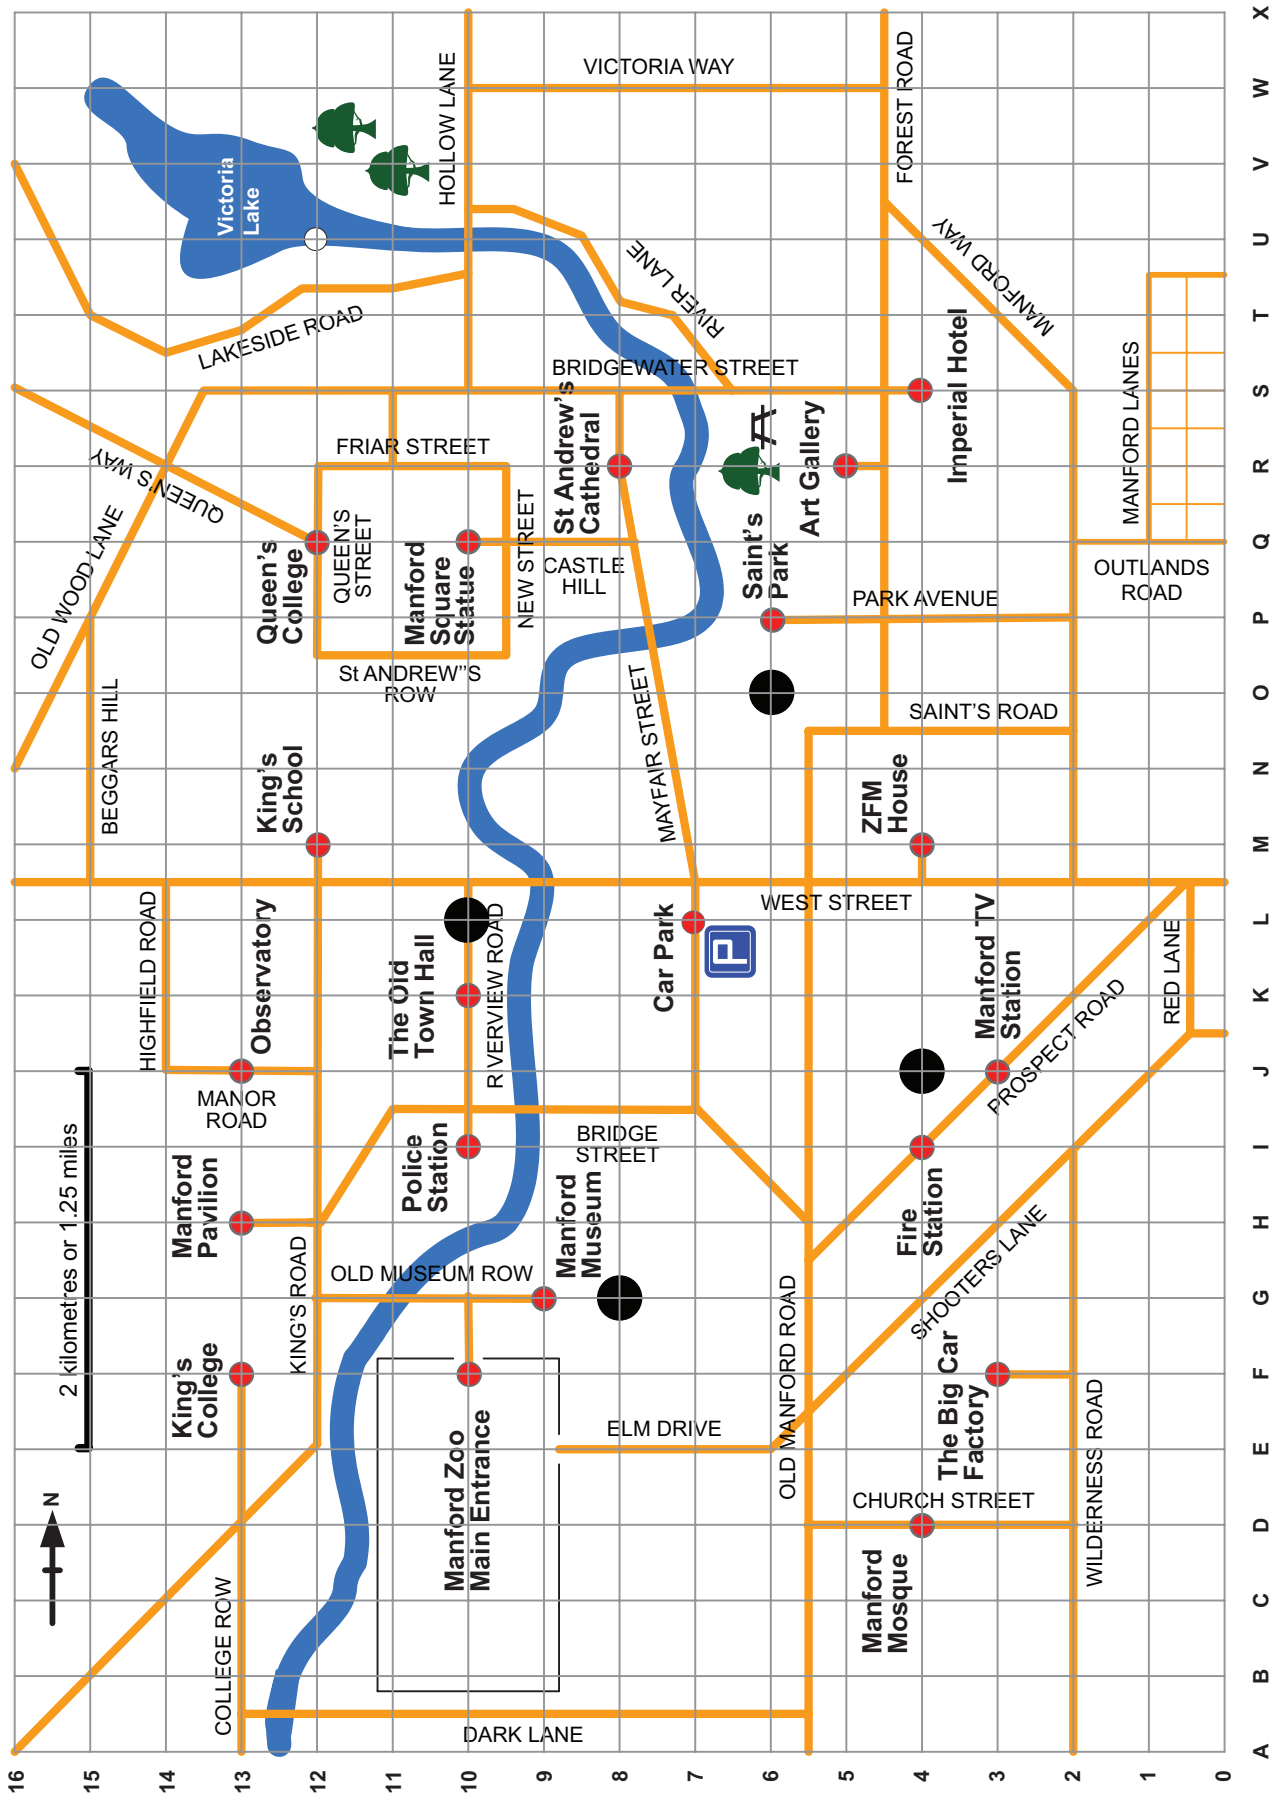 X
W
V
U
T
S
R
Q
P
O
N
M
L
K
J
I
H
G
F
E
D
C
B
A
16
15
14
13
12
11
10
9
8
7
6
5
4
3
2
1
0
VICTORIA WAY
HOLLOW LANE
FOREST ROAD
Victoria
Lake
MANFORD WAY
RIVER LANE
LAKESIDE ROAD
BRIDGEWATER STREET
MANFORD LANES
Imperial Hotel
St Andrew's
Cathedral
Art Gallery
FRIAR STREET
QUEEN'S WAY
OLD WOOD LANE
Queen's
College
QUEEN'S
STREET
Manford
Square
Statue
NEW STREET
CASTLE
HILL
Saint's
Park
PARK AVENUE
OUTLANDS
ROAD
St ANDREW''S
ROW
BEGGARS HILL
MAYFAIR STREET
SAINT'S ROAD
King's
School
ZFM
House
WEST STREET
HIGHFIELD ROAD
Observatory
The Old
Town Hall
RIVERVIEW ROAD
Car Park
P
Manford TV
Station
RED LANE
PROSPECT ROAD
MANOR
ROAD
2 kilometres or 1.25 miles
Manford
Pavilion
Police
Station
BRIDGE
STREET
Manford
Museum
Fire
Station
SHOOTERS LANE
KING'S ROAD
OLD MUSEUM ROW
OLD MANFORD ROAD
King's
College
The Big Car
Factory
ELM DRIVE
Manford Zoo
Main Entrance
CHURCH STREET
WILDERNESS ROAD
N
Manford
Mosque
COLLEGE ROW
DARK LANE